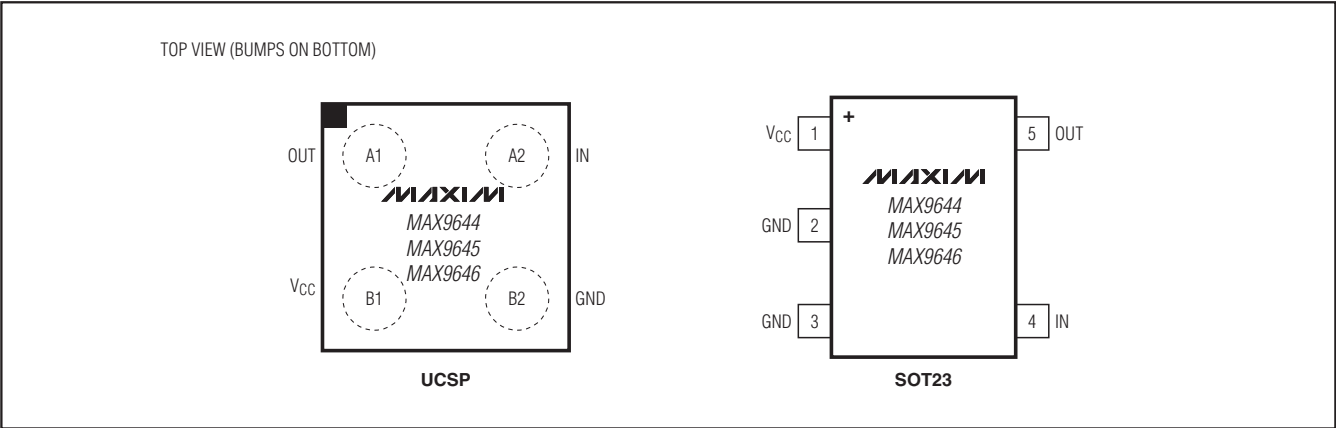 TOP VIEW (BUMPS ON BOTTOM)
OUT
A1
A2
IN
MAXIM
MAX9644
MAX9645
MAX9646
VCC
B1
B2
GND
UCSP
+
VCC
1
5
OUT
MAXIM
MAX9644
MAX9645
MAX9646
GND
2
GND
3
4
IN
SOT23